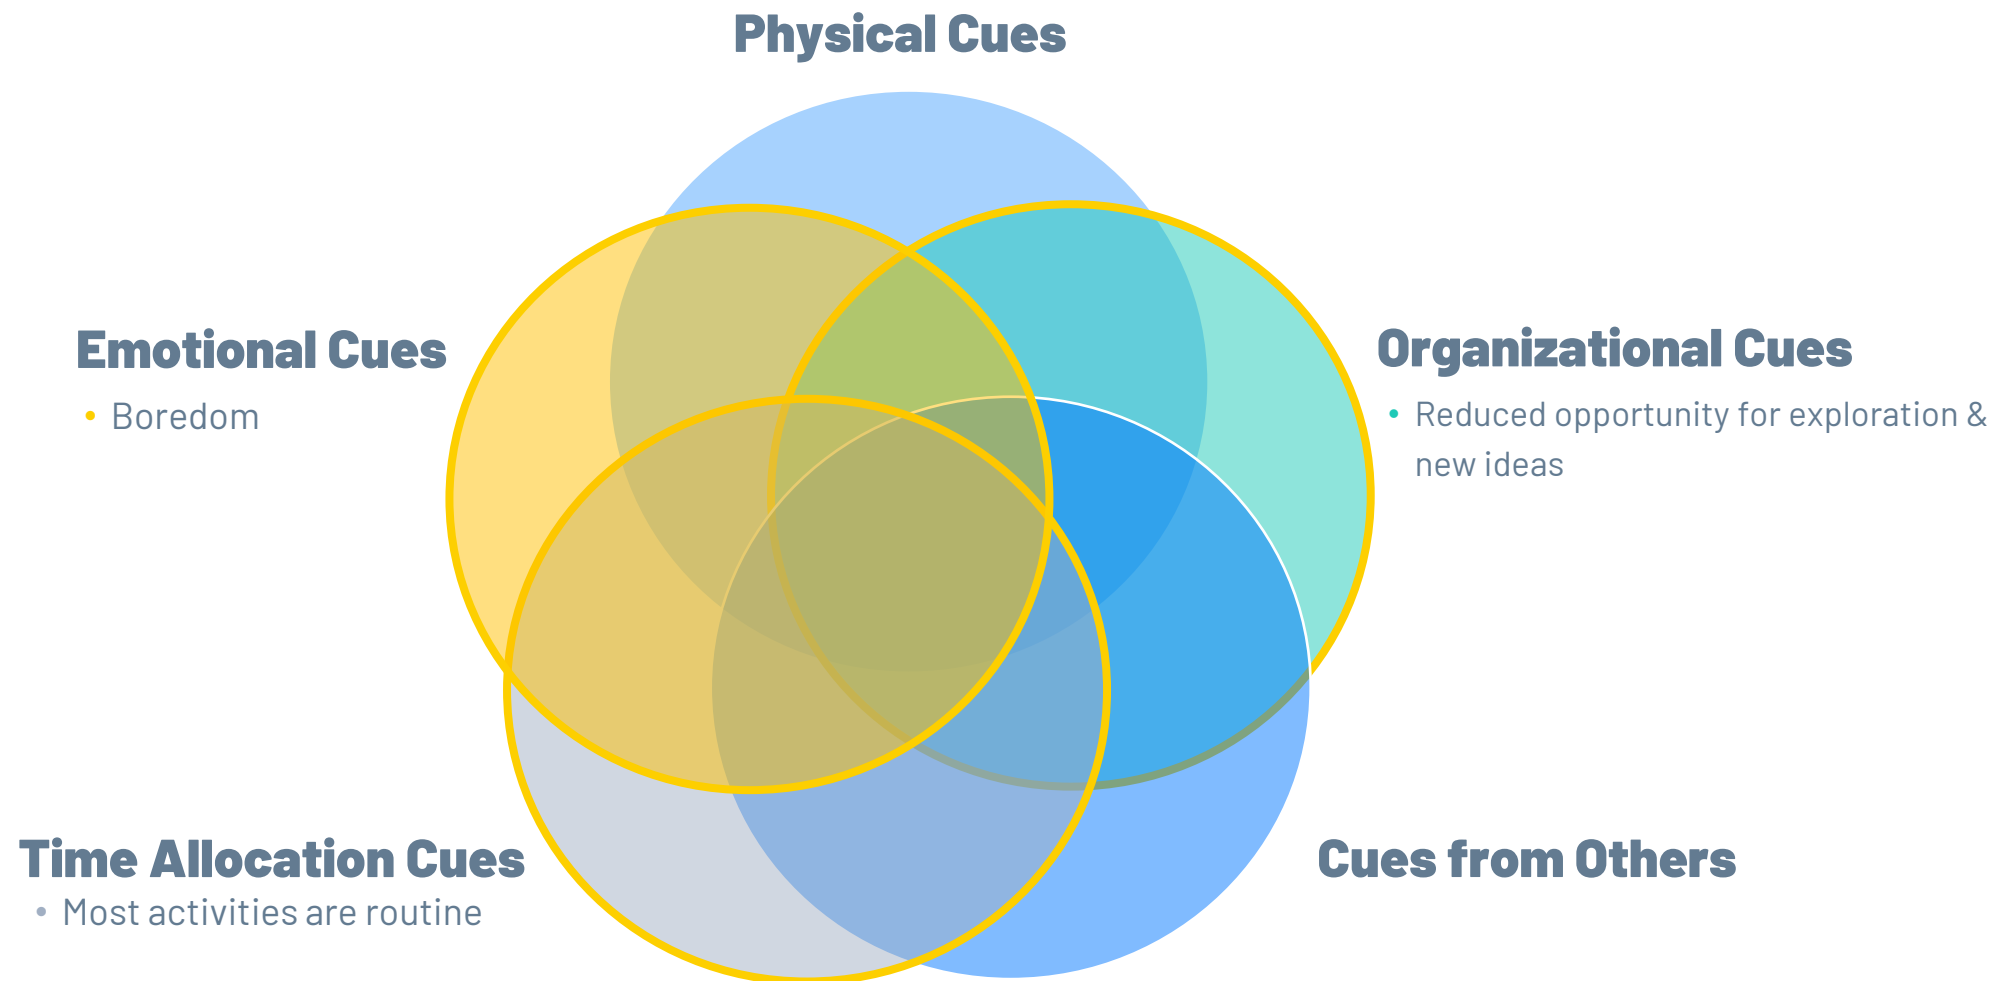 Physical Cues
Emotional Cues
• Boredom
Organizational Cues
• Reduced opportunity for exploration &
new ideas
Time Allocation Cues
• Most activities are routine
Cues from Others